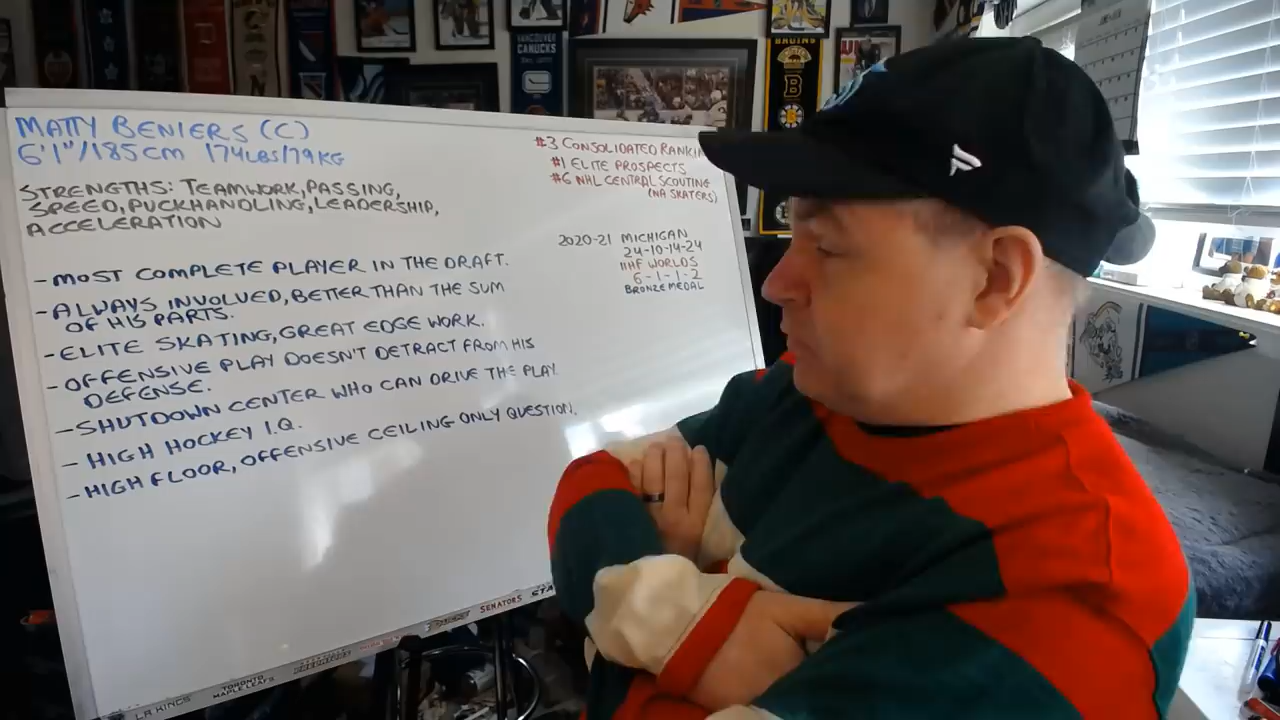 VANCOUVER
CANUCKS
BRUINS
B
MATTY BENIERS (C)
6'1"/185CM 174LBS/79KG
STRENGTHS: TEAMWORK, PASSING,
SPEED, PUCKHANDLING, LEADERSHIP,
ACCELERATION
- MOST COMPLETE PLAYER IN THE DRAFT.
- ALWAYS INVOLVED, BETTER THAN THE SUM
OF HIS PARTS.
- ELITE SKATING, GREAT EDGE WORK.
- OFFENSIVE PLAY DOESN'T DETRACT FROM HIS
DEFENSE.
- SHUTDOWN CENTER WHO CAN DRIVE THE PLAY.
- HIGH HOCKEY I.Q.
- HIGH FLOOR, OFFENSIVE CEILING ONLY QUESTION.
#3 CONSOLIDATED RANKIN
#1 ELITE PROSPECTS
#6 NHL CENTRAL SCOUTING
(NA SKATERS)
2020-21 MICHIGAN
24-10-14-24
IIHF WORLDS
6-1-1-2
BRONZE MEDAL
LA KINGS
TORONTO
MAPLE LEAFS
SENATORS
STA